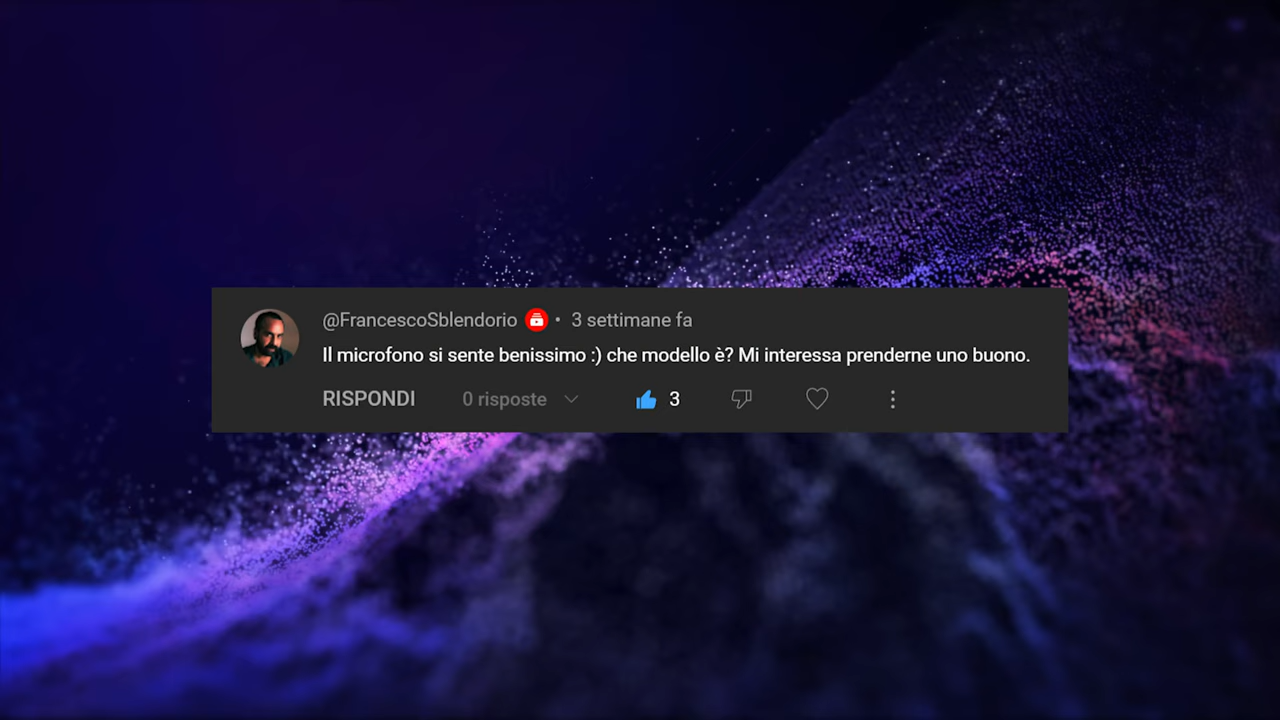 @FrancescoSblendorio • 3 settimane fa
Il microfono si sente benissimo :) che modello è? Mi interessa prenderne uno buono.
RISPONDI 0 risposte 3